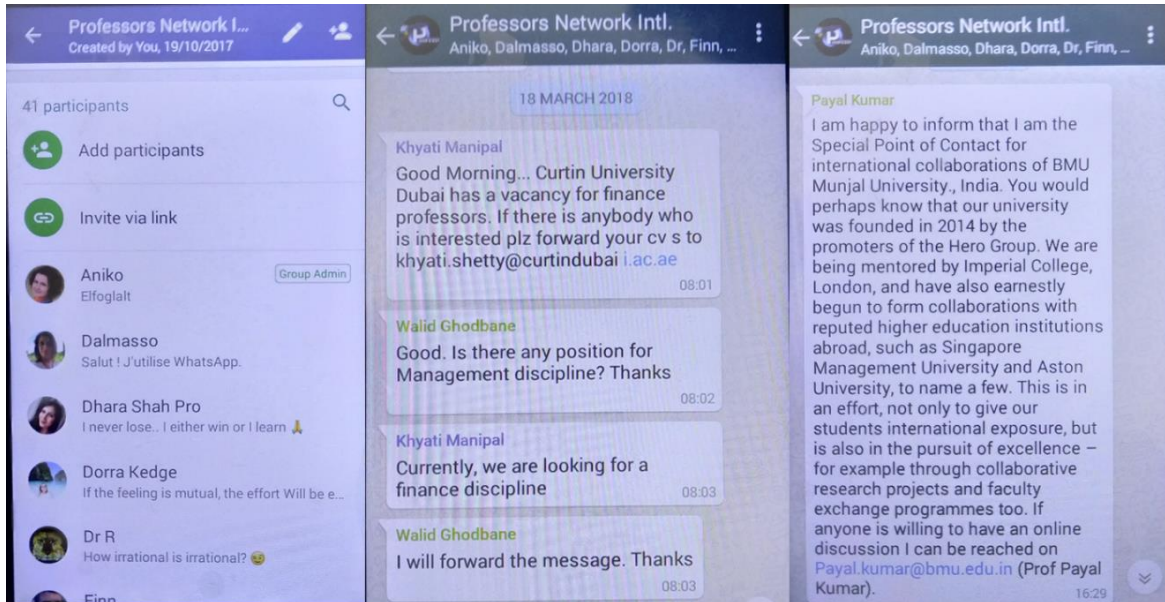 Professors Network I...
Created by You, 19/10/2017
41 participants
Add participants
Invite via link
Aniko
Group Admin
Elfoglalt
Dalmasso
Salut ! J'utilise WhatsApp.
Dhara Shah Pro
I never lose.. I either win or I learn 🙏
Dorra Kedge
If the feeling is mutual, the effort Will be e...
Dr R
How irrational is irrational? 😉
Finn
Professors Network Intl.
Aniko, Dalmasso, Dhara, Dorra, Dr, Finn, ...
18 MARCH 2018
Khyati Manipal
Good Morning... Curtin University
Dubai has a vacancy for finance
professors. If there is anybody who
is interested plz forward your cv s to
khyati.shetty@curtindubai i.ac.ae
08:01
Walid Ghodbane
Good. Is there any position for
Management discipline? Thanks
08:02
Khyati Manipal
Currently, we are looking for a
finance discipline
08:03
Walid Ghodbane
I will forward the message. Thanks
08:03
Professors Network Intl.
Aniko, Dalmasso, Dhara, Dorra, Dr, Finn, ...
Payal Kumar
I am happy to inform that I am the
Special Point of Contact for
international collaborations of BMU
Munjal University., India. You would
perhaps know that our university
was founded in 2014 by the
promoters of the Hero Group. We are
being mentored by Imperial College,
London, and have also earnestly
begun to form collaborations with
reputed higher education institutions
abroad, such as Singapore
Management University and Aston
University, to name a few. This is in
an effort, not only to give our
students international exposure, but
is also in the pursuit of excellence –
for example through collaborative
research projects and faculty
exchange programmes too. If
anyone is willing to have an online
discussion I can be reached on
Payal.kumar@bmu.edu.in (Prof Payal
Kumar).
16:29